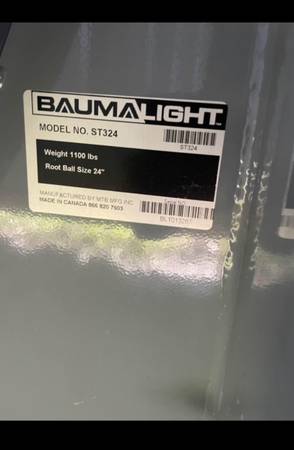 BAUMALIGHT
MODEL NO. ST324
ST324
Weight 1100 lbs
Root Ball Size 24"
MANUFACTURED BY MTB MFG INC.
MADE IN CANADA 866 820 7603